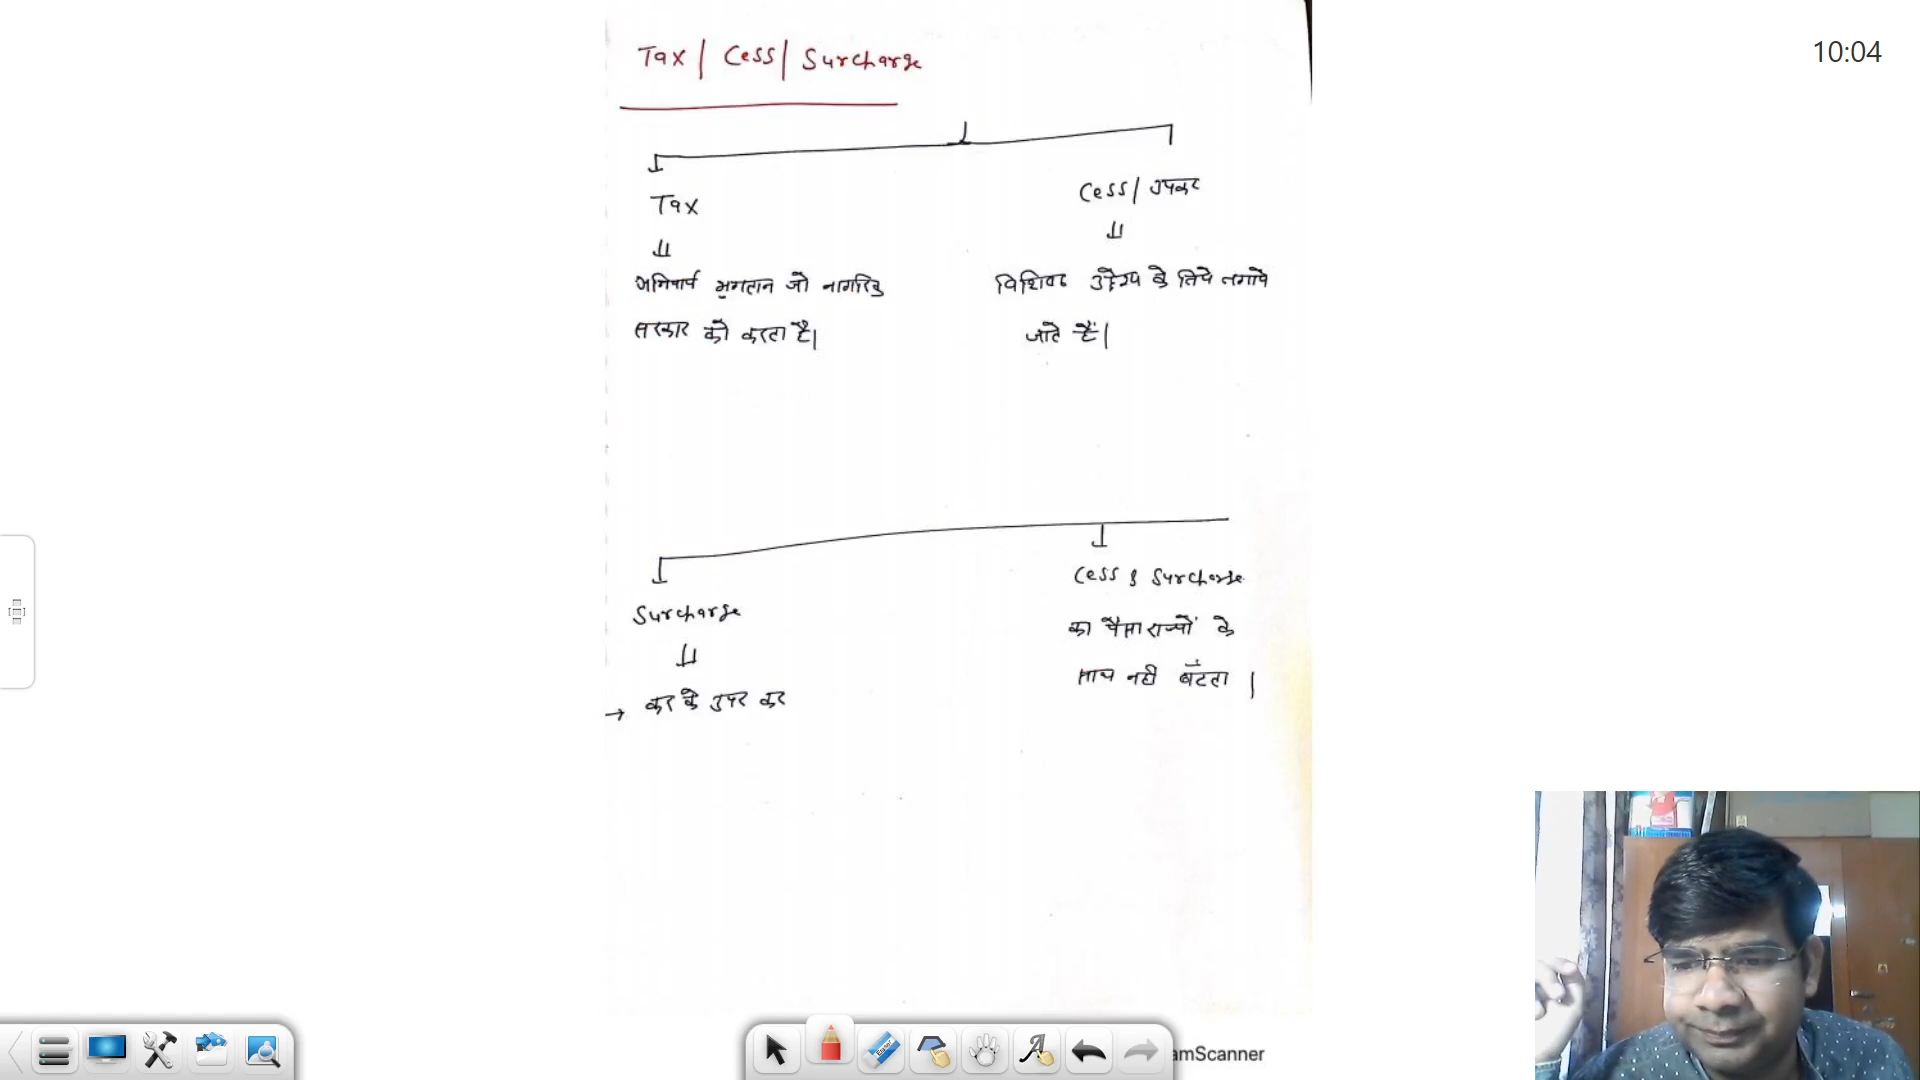 10:04
Tax / Cess / Surcharge
Tax
Cess / उपकर
अनिवार्य भुगतान जो नागरिक
सरकार को करता है।
विशिष्ट उद्देश्य के लिये लगाये
जाते हैं।
Surcharge
→ कर के उपर कर
Cess & Surcharge
का पैसा राज्यों के
साथ नहीं बँटता।
amScanner